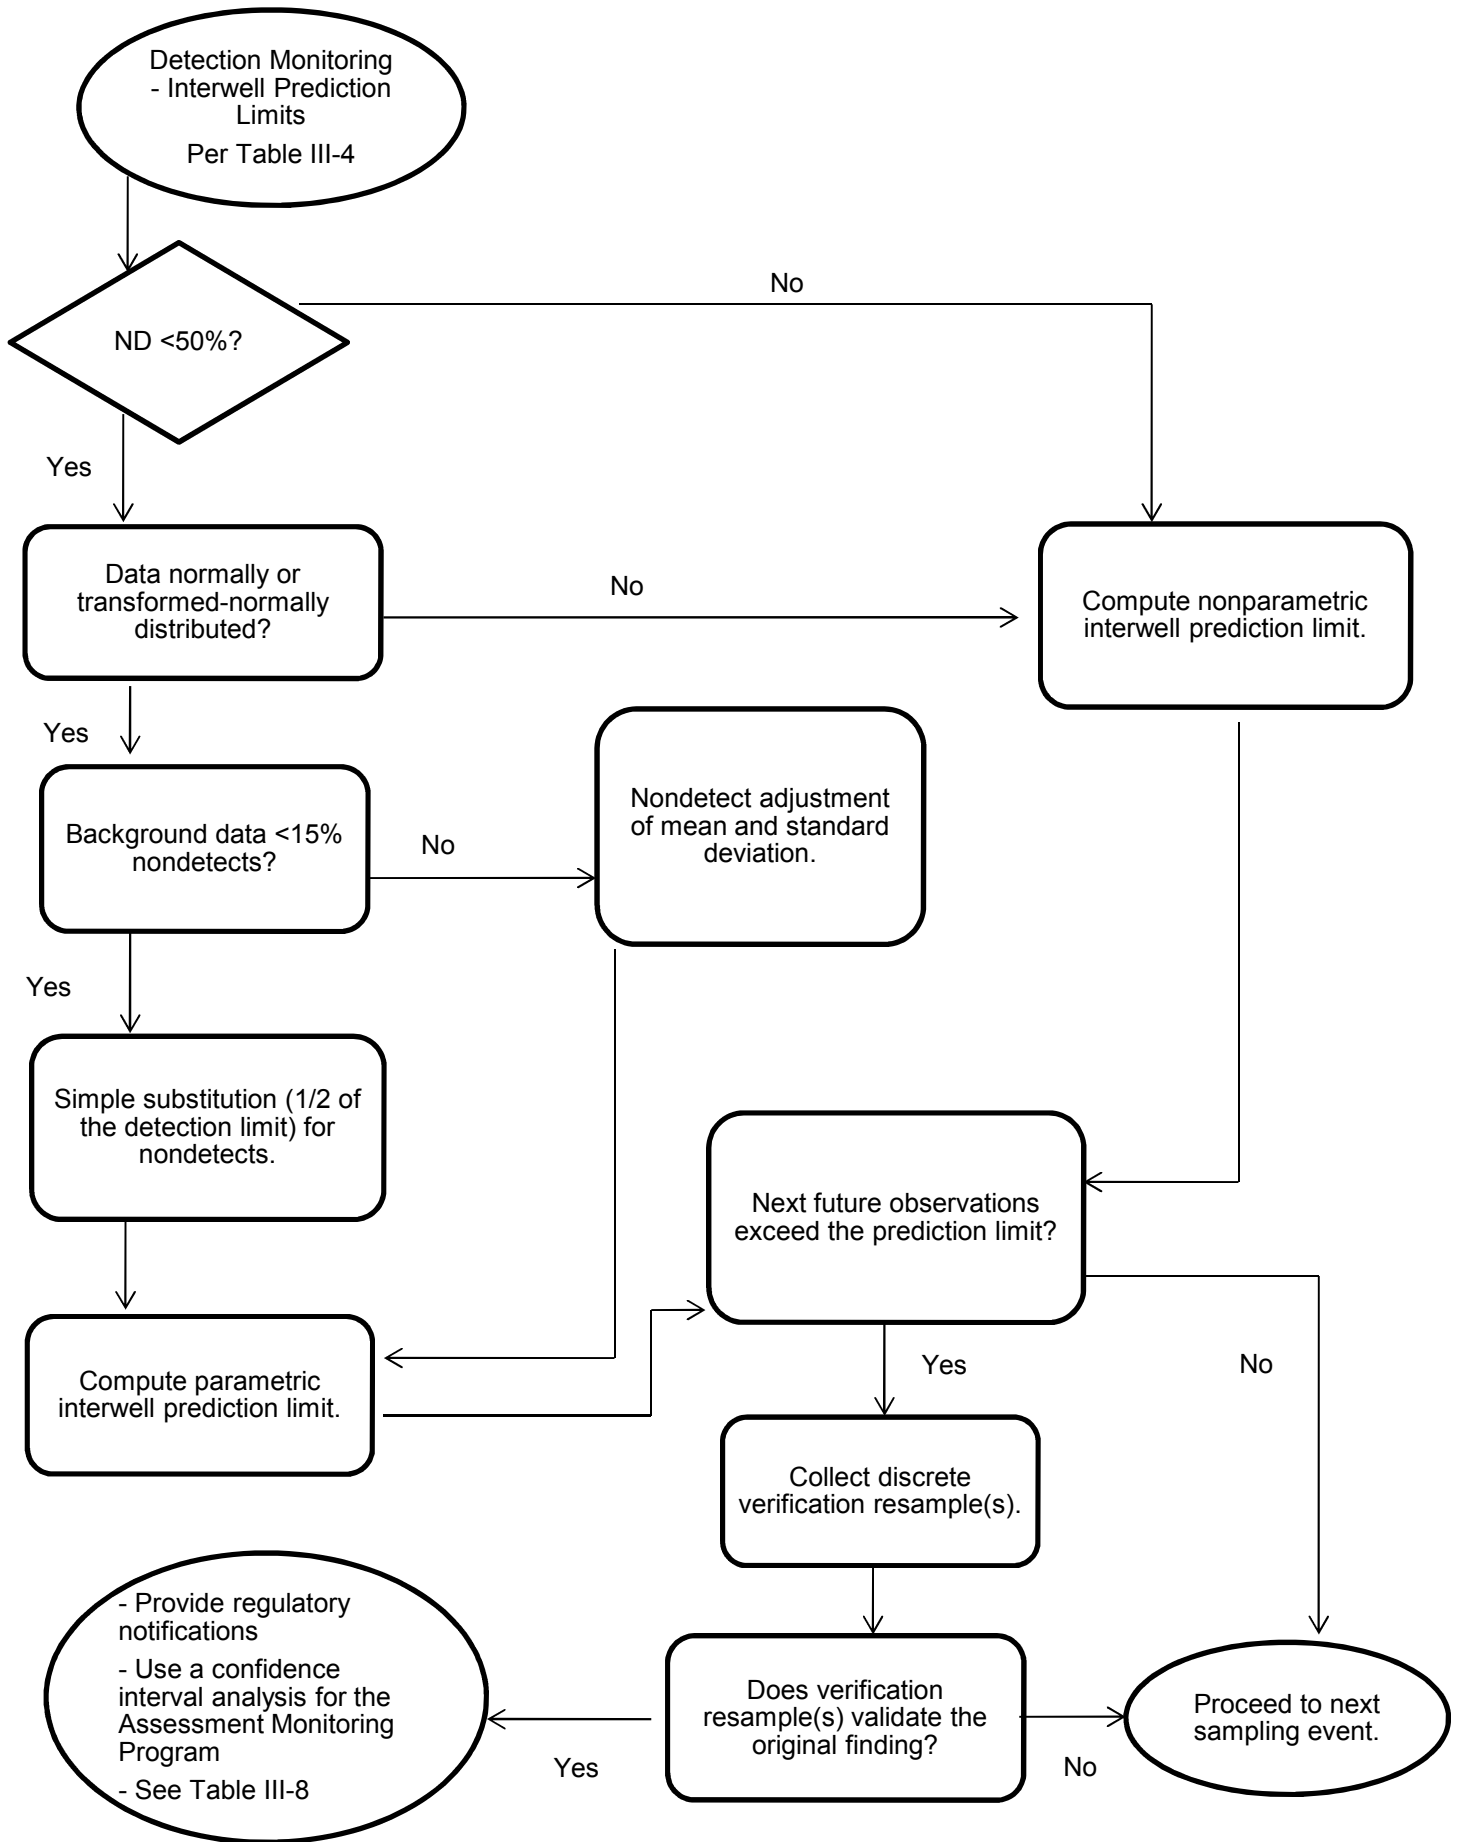 Detection Monitoring
- Interwell Prediction
Limits
Per Table III-4
No
ND <50%?
Yes
Data normally or
transformed-normally
distributed?
No
Compute nonparametric
interwell prediction limit.
Yes
Background data <15%
nondetects?
No
Nondetect adjustment
of mean and standard
deviation.
Yes
Simple substitution (1/2 of
the detection limit) for
nondetects.
Next future observations
exceed the prediction limit?
Compute parametric
interwell prediction limit.
Yes
No
Collect discrete
verification resample(s).
- Provide regulatory
notifications
- Use a confidence
interval analysis for the
Assessment Monitoring
Program
- See Table III-8
Yes
Does verification
resample(s) validate the
original finding?
No
Proceed to next
sampling event.